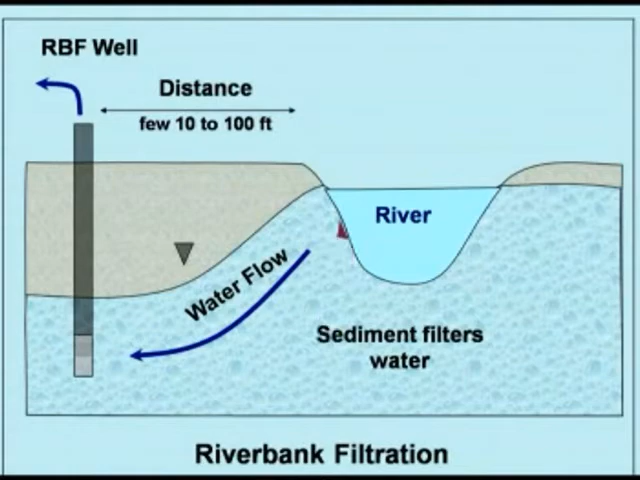 RBF Well
Distance
few 10 to 100 ft
River
Water Flow
Sediment filters
water
Riverbank Filtration